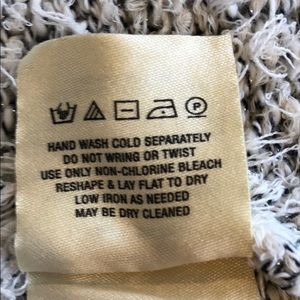 HAND WASH COLD SEPARATELY
DO NOT WRING OR TWIST
USE ONLY NON-CHLORINE BLEACH
RESHAPE & LAY FLAT TO DRY
LOW IRON AS NEEDED
MAY BE DRY CLEANED